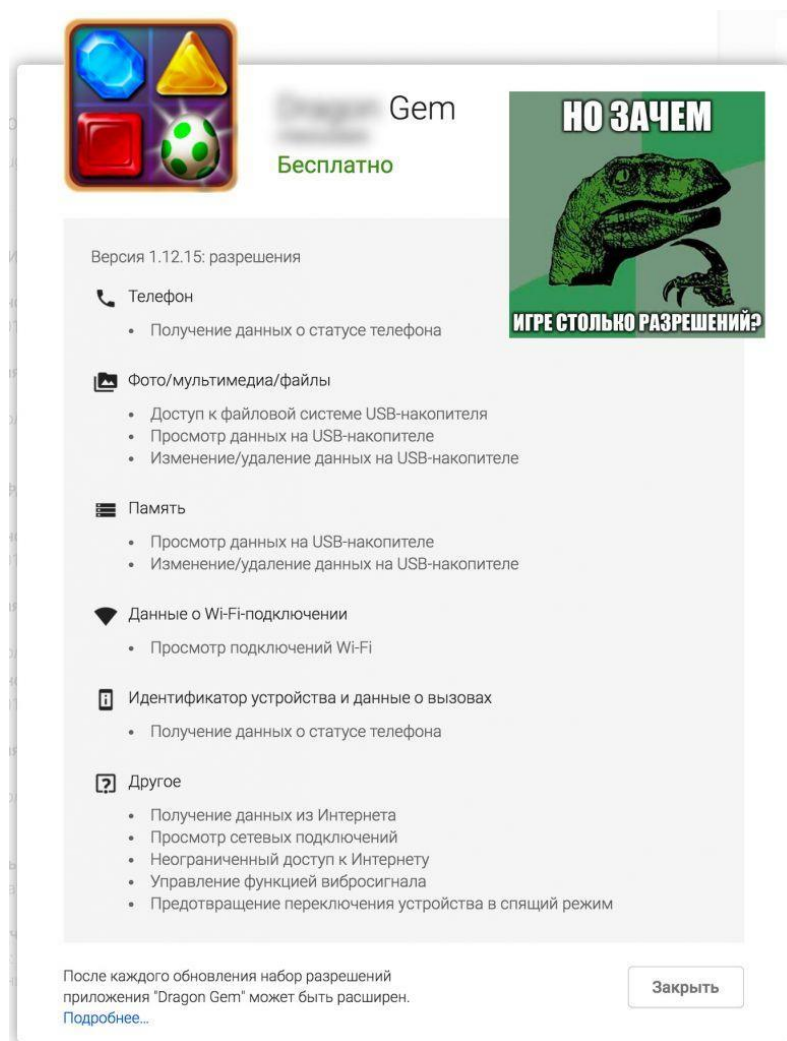 Gem
Бесплатно
НО ЗАЧЕМ
ИГРЕ СТОЛЬКО РАЗРЕШЕНИЙ?
Версия 1.12.15: разрешения
Телефон
• Получение данных о статусе телефона
Фото/мультимедиа/файлы
• Доступ к файловой системе USB-накопителя
• Просмотр данных на USB-накопителе
• Изменение/удаление данных на USB-накопителе
Память
• Просмотр данных на USB-накопителе
• Изменение/удаление данных на USB-накопителе
Данные о Wi-Fi-подключении
• Просмотр подключений Wi-Fi
Идентификатор устройства и данные о вызовах
• Получение данных о статусе телефона
Другое
• Получение данных из Интернета
• Просмотр сетевых подключений
• Неограниченный доступ к Интернету
• Управление функцией вибросигнала
• Предотвращение переключения устройства в спящий режим
После каждого обновления набор разрешений
приложения "Dragon Gem" может быть расширен.
Подробнее...
Закрыть